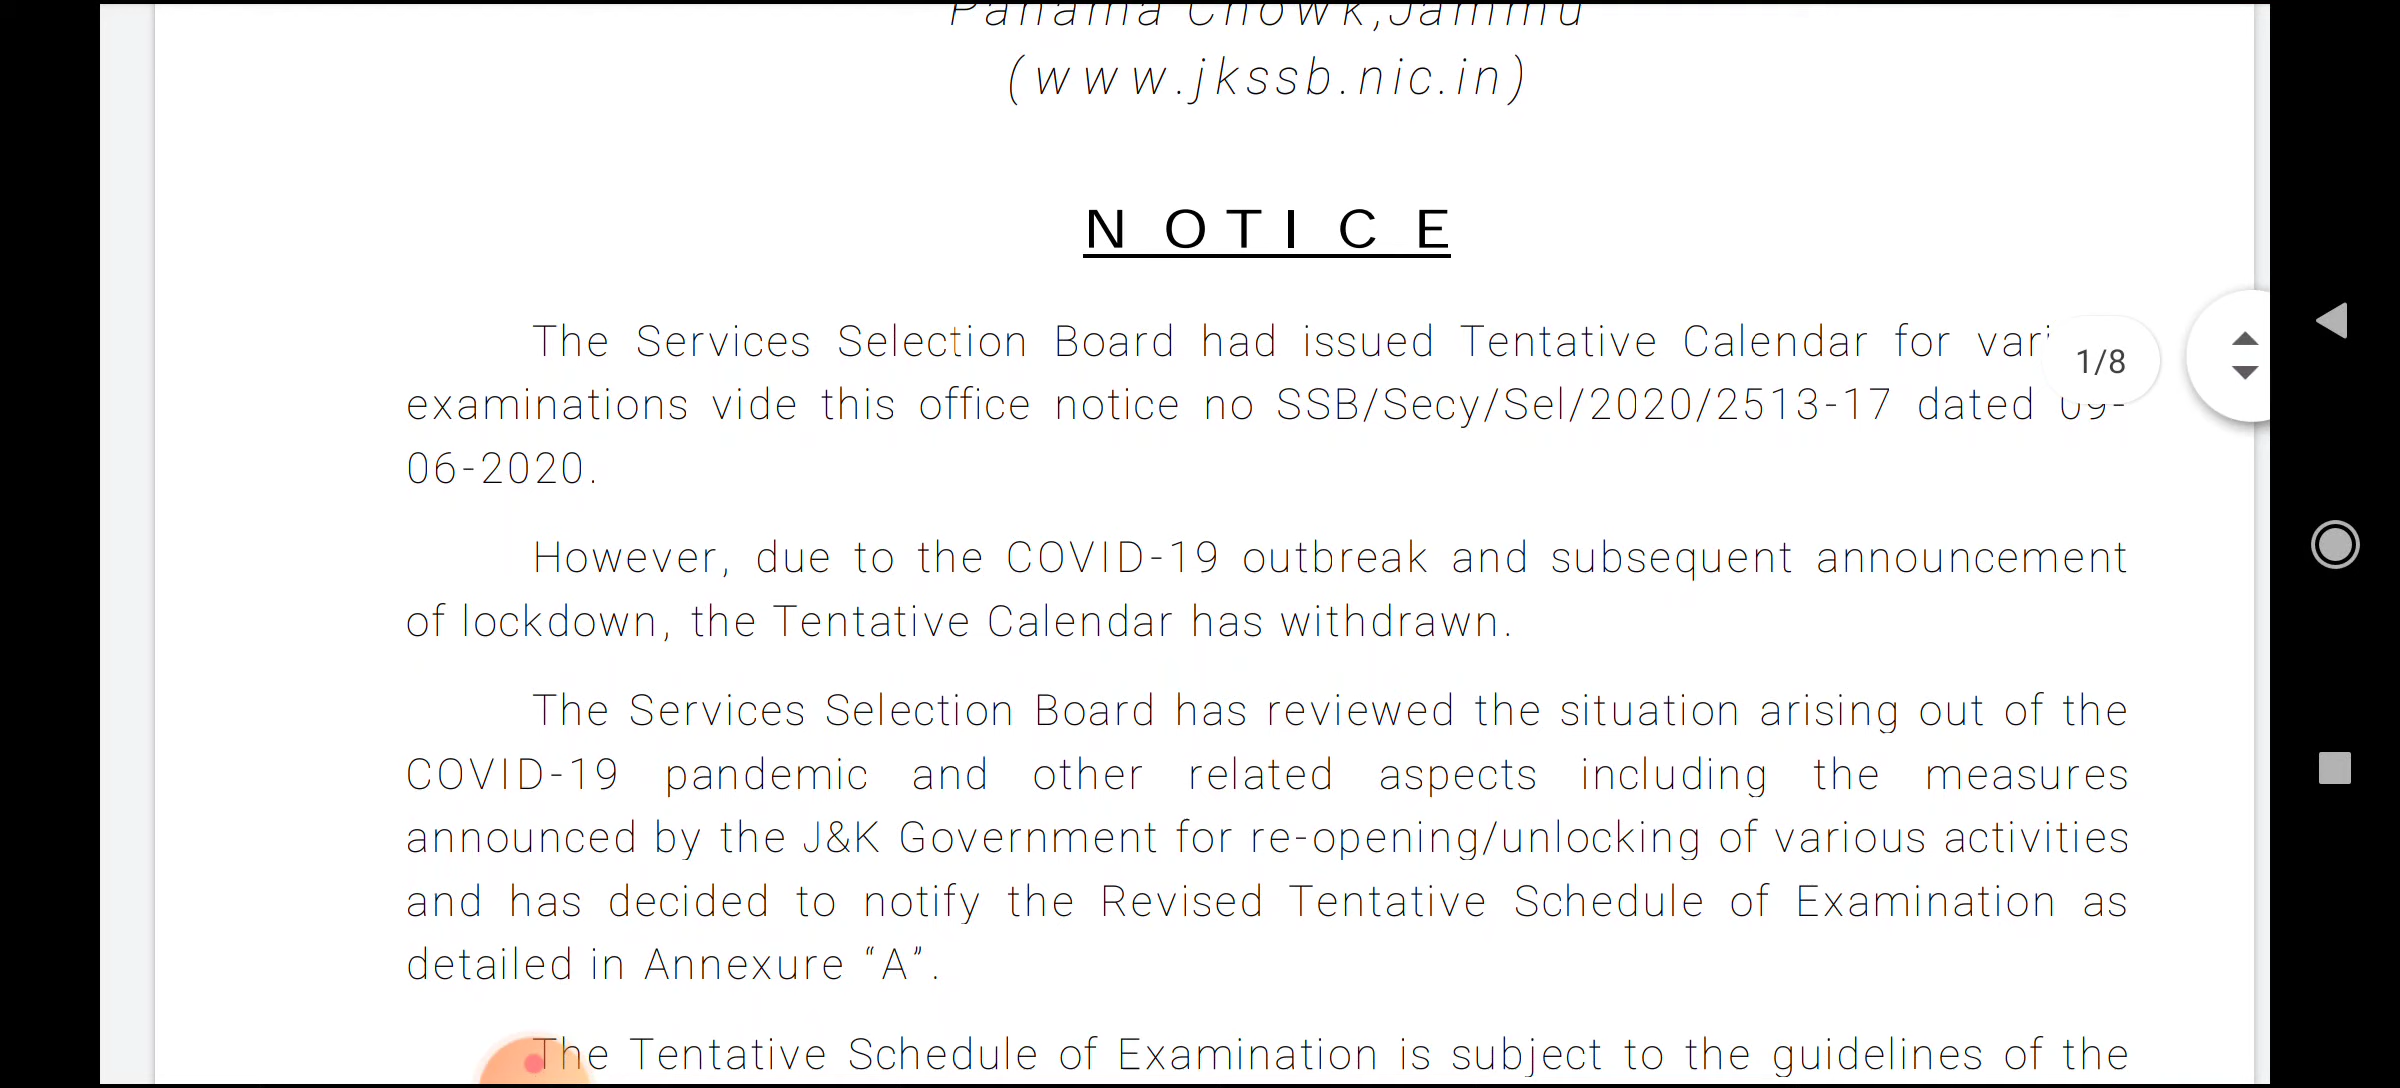 Panama Chowk,Jammu
(www.jkssb.nic.in)
NOTICE
The Services Selection Board had issued Tentative Calendar for
examinations vide this office notice no SSB/Secy/Sel/2020/2513-17 dated 09-
06-2020.
1/8
However, due to the COVID-19 outbreak and subsequent announcement
of lockdown, the Tentative Calendar has withdrawn.
The Services Selection Board has reviewed the situation arising out of the
COVID-19 pandemic and other related aspects including the measures
announced by the J&K Government for re-opening/unlocking of various activities
and has decided to notify the Revised Tentative Schedule of Examination as
detailed in Annexure “A”.
The Tentative Schedule of Examination is subject to the guidelines of the